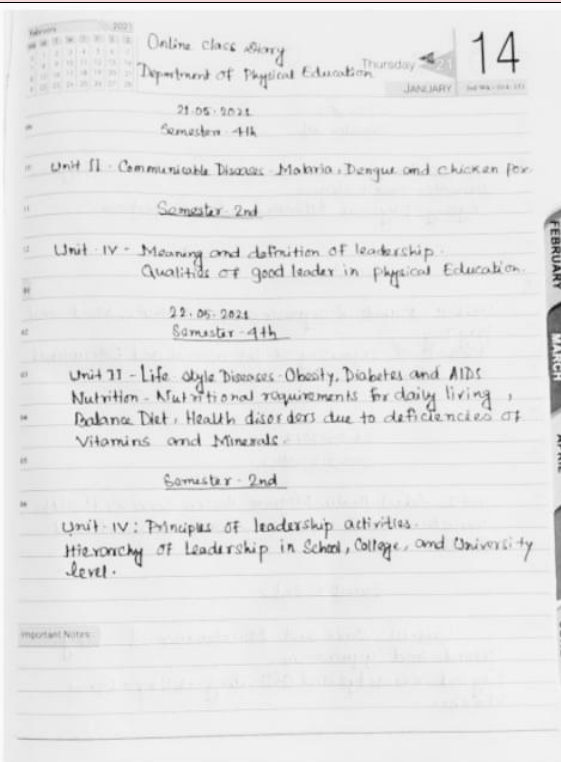 February 2021
Online class Diary
Thursday 21 14
Department of Physical Education
JANUARY
21.05.2021
Semester 4th
Unit II - Communicable Diseases - Malaria, Dengue and chicken pox.
Semester - 2nd
Unit - IV - Meaning and definition of leadership.
Qualities of good leader in physical Education.
22.05.2021
Semester - 4th
Unit II - Life style Diseases - Obesity, Diabetes and AIDS
Nutrition - Nutritional requirements for daily living,
Balance Diet, Health disorders due to deficiencies of
Vitamins and Minerals.
Semester - 2nd
Unit - IV: Principles of leadership activities.
Hierarchy of Leadership in School, College, and University
level.
Important Notes
FEBRUARY
MARCH
APRIL